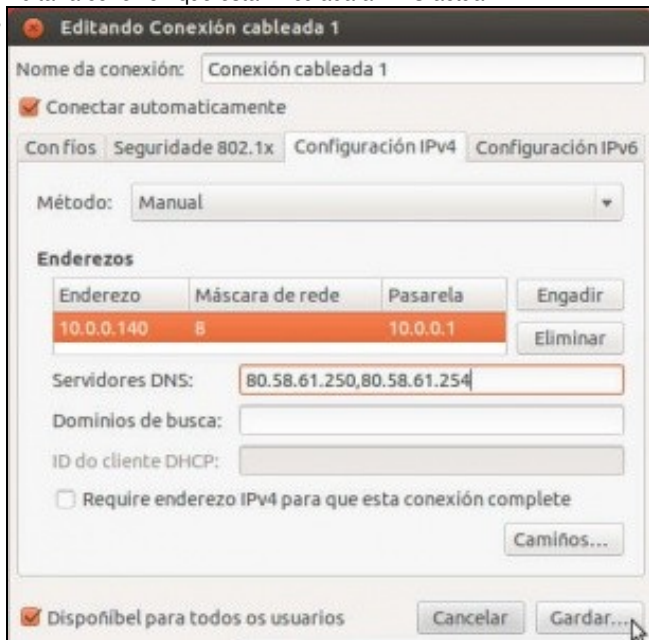 Editando Conexión cableada 1
Nome da conexión: Conexión cableada 1
Conectar automaticamente
Con fíos Seguridade 802.1x Configuración IPv4 Configuración IPv6
Método: Manual
Enderezos
Enderezo Máscara de rede Pasarela Engadir
10.0.0.140 8 10.0.0.1
Eliminar
Servidores DNS: 80.58.61.250,80.58.61.254
Dominios de busca:
ID do cliente DHCP:
Require enderezo IPv4 para que esta conexión complete
Camiños...
Dispoñíbel para todos os usuarios Cancelar Gardar...